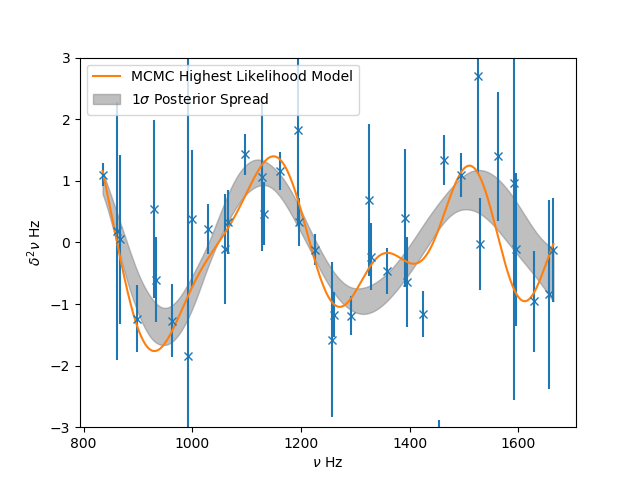 3
2
1
0
−1
−2
−3
δ²ν Hz
MCMC Highest Likelihood Model
1σ Posterior Spread
800 1000 1200 1400 1600
ν Hz